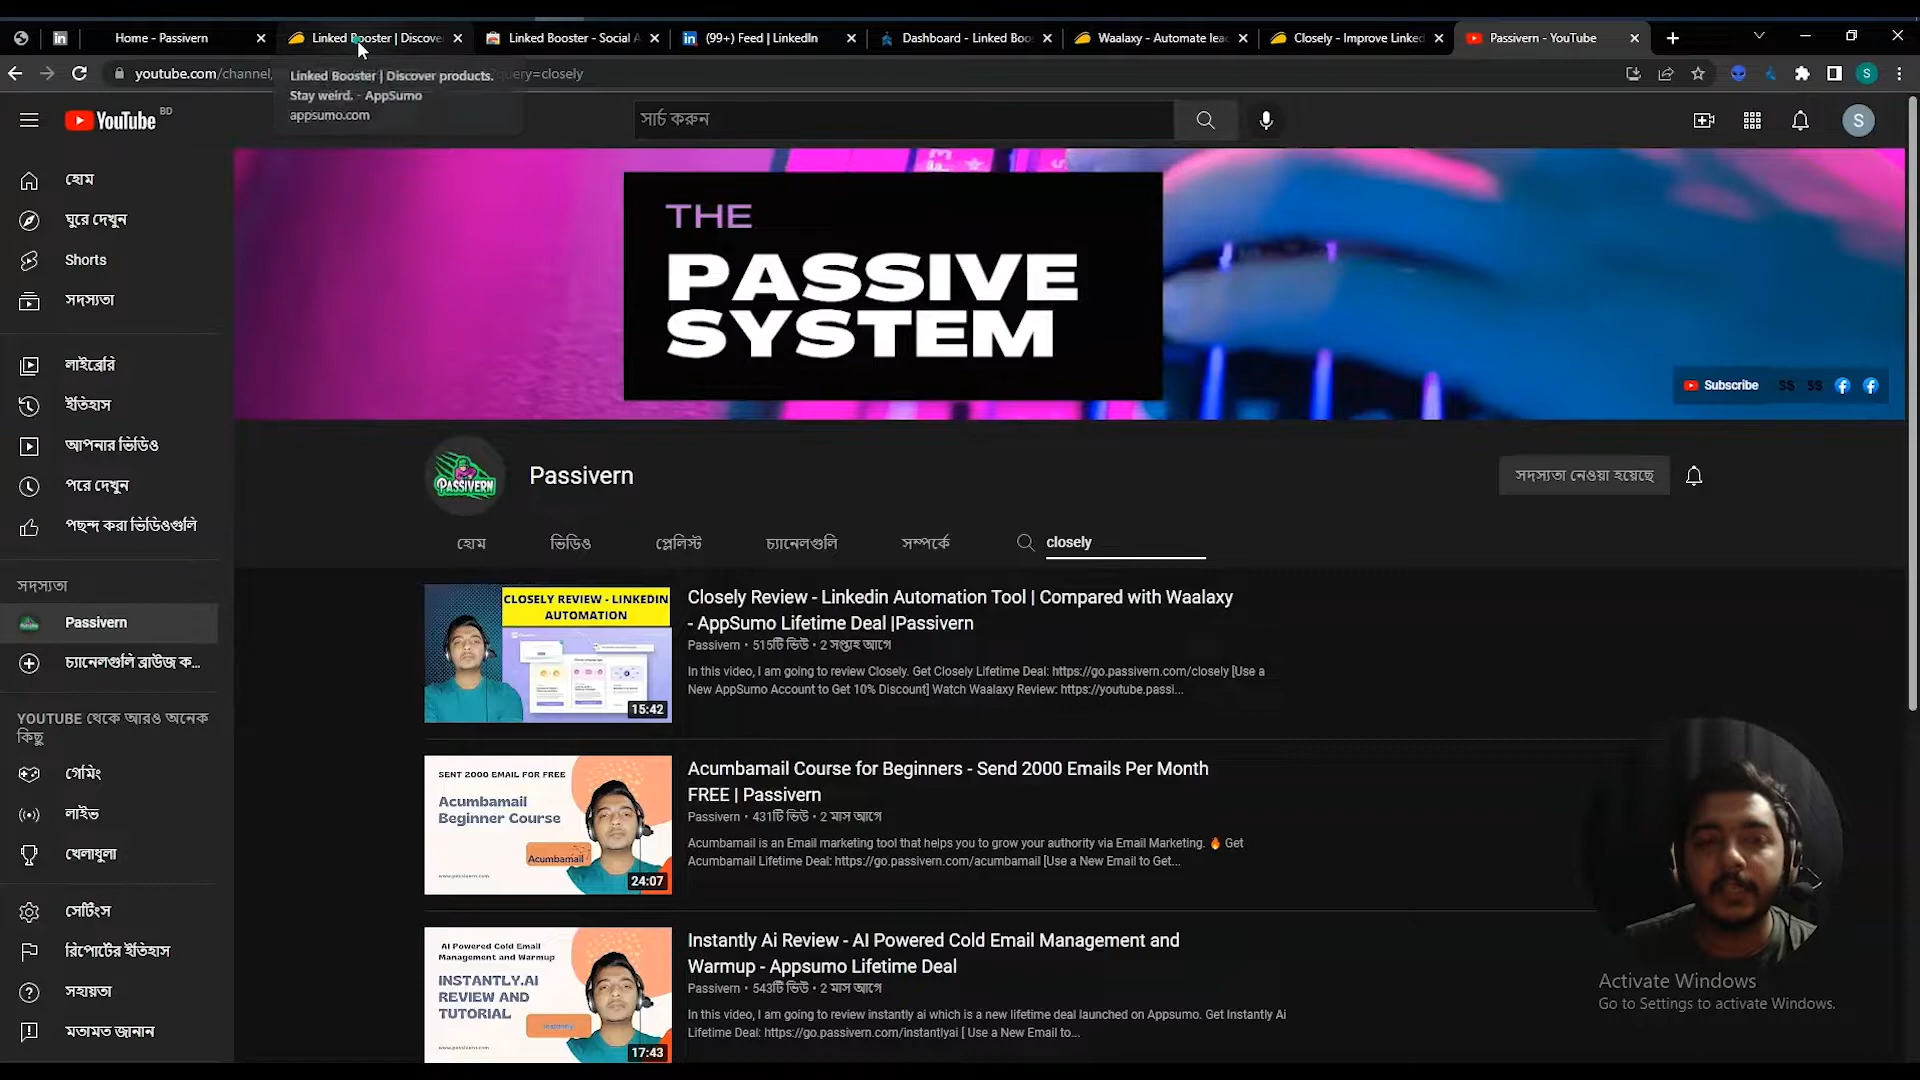 Home - Passivern
Linked Booster | Discove
Linked Booster - Social A
(99+) Feed | LinkedIn
Dashboard - Linked Boo
Waalaxy - Automate lea
Closely - Improve Linked
Passivern - YouTube
youtube.com/channel,
?query=closely
Linked Booster | Discover products.
Stay weird. - AppSumo
appsumo.com
YouTube BD
সার্চ করুন
S
হোম
ঘুরে দেখুন
Shorts
সদস্যতা
লাইব্রেরি
ইতিহাস
আপনার ভিডিও
পরে দেখুন
পছন্দ করা ভিডিওগুলি
সদস্যতা
Passivern
চ্যানেলগুলি ব্রাউজ ক...
YOUTUBE থেকে আরও অনেক
কিছু
গেমিং
লাইভ
খেলাধুলা
সেটিংস
রিপোর্টের ইতিহাস
সহায়তা
মতামত জানান
THE
PASSIVE
SYSTEM
Subscribe
PASSIVERN
Passivern
সদস্যতা নেওয়া হয়েছে
হোম
ভিডিও
প্লেলিস্ট
চ্যানেলগুলি
সম্পর্কে
closely
CLOSELY REVIEW - LINKEDIN
AUTOMATION
15:42
Closely Review - Linkedin Automation Tool | Compared with Waalaxy
- AppSumo Lifetime Deal |Passivern
Passivern • 515টি ভিউ • 2 সপ্তাহ আগে
In this video, I am going to review Closely. Get Closely Lifetime Deal: https://go.passivern.com/closely [Use a
New AppSumo Account to Get 10% Discount] Watch Waalaxy Review: https://youtube.passi...
SENT 2000 EMAIL FOR FREE
Acumbamail
Beginner Course
Acumbamail
www.passivern.com
24:07
Acumbamail Course for Beginners - Send 2000 Emails Per Month
FREE | Passivern
Passivern • 431টি ভিউ • 2 মাস আগে
Acumbamail is an Email marketing tool that helps you to grow your authority via Email Marketing. 🔥 Get
Acumbamail Lifetime Deal: https://go.passivern.com/acumbamail [Use a New Email to Get...
AI Powered Cold Email
Management and Warmup
INSTANTLY.AI
REVIEW AND
TUTORIAL
www.passivern.com
17:43
Instantly Ai Review - AI Powered Cold Email Management and
Warmup - Appsumo Lifetime Deal
Passivern • 543টি ভিউ • 2 মাস আগে
In this video, I am going to review instantly ai which is a new lifetime deal launched on Appsumo. Get Instantly Ai
Lifetime Deal: https://go.passivern.com/instantlyai [ Use a New Email to...
Activate Windows
Go to Settings to activate Windows.